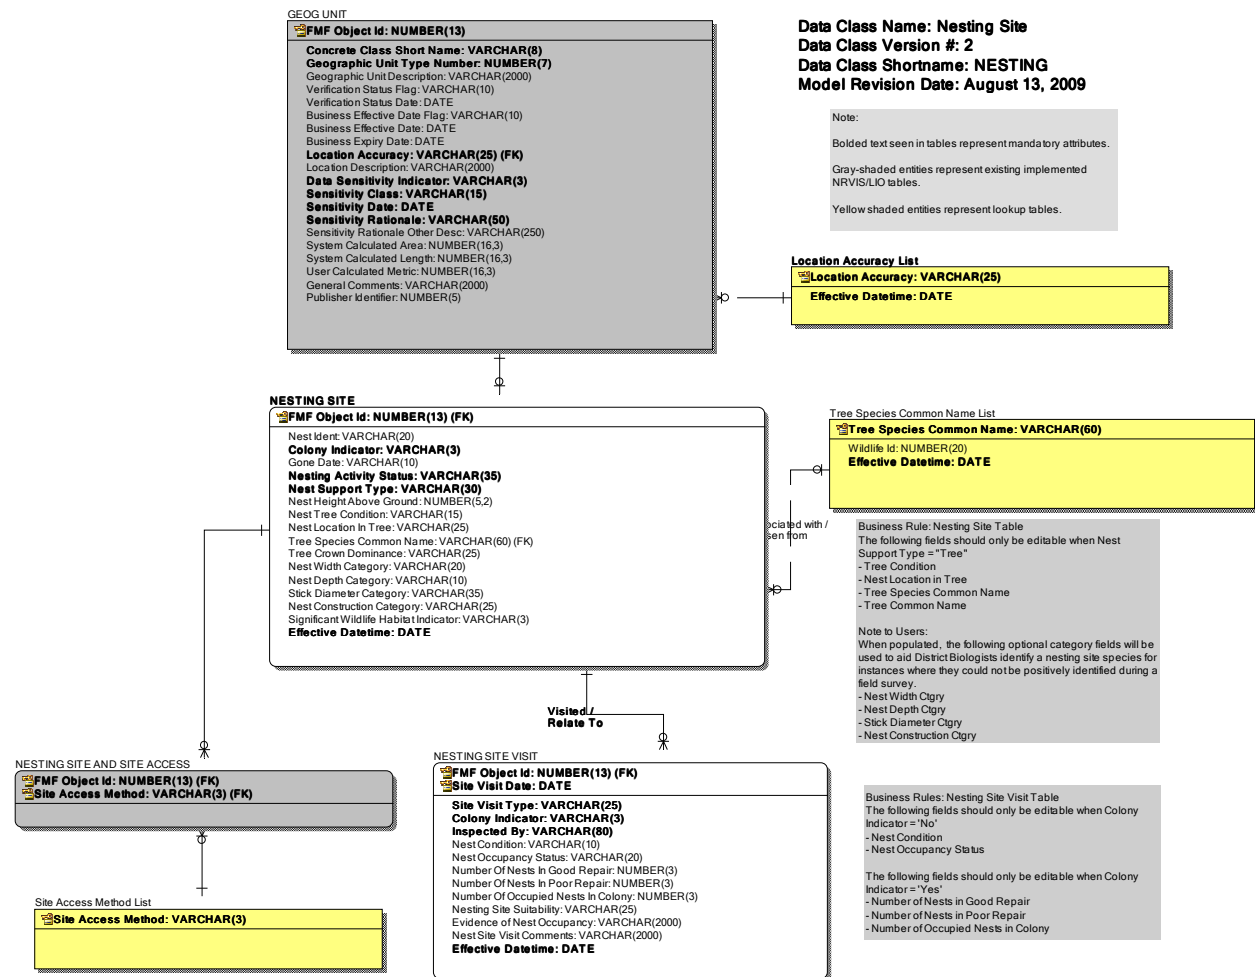 GEOG UNIT
FMF Object Id: NUMBER(13)
Concrete Class Short Name: VARCHAR(8)
Geographic Unit Type Number: NUMBER(7)
Geographic Unit Description: VARCHAR(2000)
Verification Status Flag: VARCHAR(10)
Verification Status Date: DATE
Business Effective Date Flag: VARCHAR(10)
Business Effective Date: DATE
Business Expiry Date: DATE
Location Accuracy: VARCHAR(25) (FK)
Location Description: VARCHAR(2000)
Data Sensitivity Indicator: VARCHAR(3)
Sensitivity Class: VARCHAR(15)
Sensitivity Date: DATE
Sensitivity Rationale: VARCHAR(50)
Sensitivity Rationale Other Desc: VARCHAR(250)
System Calculated Area: NUMBER(16,3)
System Calculated Length: NUMBER(16,3)
User Calculated Metric: NUMBER(16,3)
General Comments: VARCHAR(2000)
Publisher Identifier: NUMBER(5)
Data Class Name: Nesting Site
Data Class Version #: 2
Data Class Shortname: NESTING
Model Revision Date: August 13, 2009
Note:
Bolded text seen in tables represent mandatory attributes.
Gray-shaded entities represent existing implemented
NRVIS/LIO tables.
Yellow shaded entities represent lookup tables.
Location Accuracy List
Location Accuracy: VARCHAR(25)
Effective Datetime: DATE
NESTING SITE
FMF Object Id: NUMBER(13) (FK)
Nest Ident: VARCHAR(20)
Colony Indicator: VARCHAR(3)
Gone Date: VARCHAR(10)
Nesting Activity Status: VARCHAR(35)
Nest Support Type: VARCHAR(30)
Nest Height Above Ground: NUMBER(5,2)
Nest Tree Condition: VARCHAR(15)
Nest Location In Tree: VARCHAR(25)
Tree Species Common Name: VARCHAR(60) (FK)
Tree Crown Dominance: VARCHAR(25)
Nest Width Category: VARCHAR(20)
Nest Depth Category: VARCHAR(10)
Stick Diameter Category: VARCHAR(35)
Nest Construction Category: VARCHAR(25)
Significant Wildlife Habitat Indicator: VARCHAR(3)
Effective Datetime: DATE
Tree Species Common Name List
Tree Species Common Name: VARCHAR(60)
Wildlife Id: NUMBER(20)
Effective Datetime: DATE
ociated with /
sen from
Business Rule: Nesting Site Table
The following fields should only be editable when Nest
Support Type = "Tree"
- Tree Condition
- Nest Location in Tree
- Tree Species Common Name
- Tree Common Name
Note to Users:
When populated, the following optional category fields will be
used to aid District Biologists identify a nesting site species for
instances where they could not be positively identified during a
field survey.
- Nest Width Ctgry
- Nest Depth Ctgry
- Stick Diameter Ctgry
- Nest Construction Ctgry
Visited /
Relate To
NESTING SITE AND SITE ACCESS
FMF Object Id: NUMBER(13) (FK)
Site Access Method: VARCHAR(3) (FK)
NESTING SITE VISIT
FMF Object Id: NUMBER(13) (FK)
Site Visit Date: DATE
Site Visit Type: VARCHAR(25)
Colony Indicator: VARCHAR(3)
Inspected By: VARCHAR(80)
Nest Condition: VARCHAR(10)
Nest Occupancy Status: VARCHAR(20)
Number Of Nests In Good Repair: NUMBER(3)
Number Of Nests In Poor Repair: NUMBER(3)
Number Of Occupied Nests In Colony: NUMBER(3)
Nesting Site Suitability: VARCHAR(25)
Evidence of Nest Occupancy: VARCHAR(2000)
Nest Site Visit Comments: VARCHAR(2000)
Effective Datetime: DATE
Business Rules: Nesting Site Visit Table
The following fields should only be editable when Colony
Indicator = 'No'
- Nest Condition
- Nest Occupancy Status
The following fields should only be editable when Colony
Indicator = 'Yes'
- Number of Nests in Good Repair
- Number of Nests in Poor Repair
- Number of Occupied Nests in Colony
Site Access Method List
Site Access Method: VARCHAR(3)